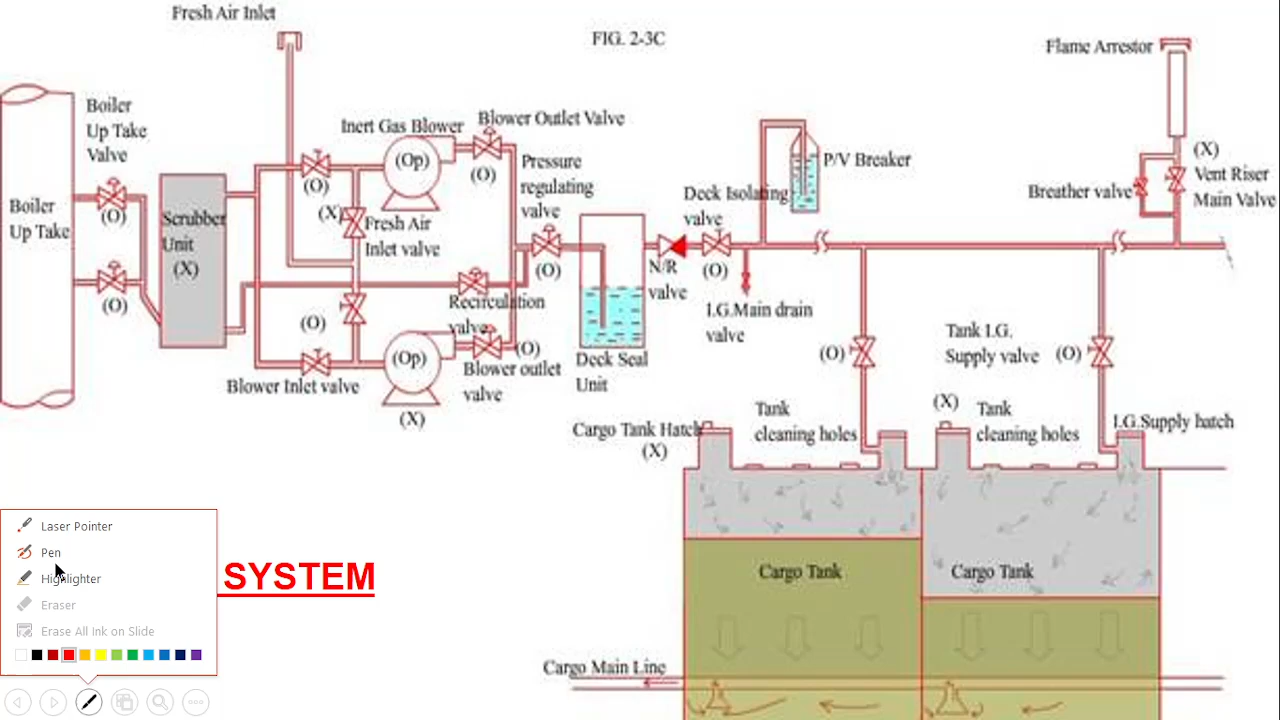 Fresh Air Inlet
FIG. 2-3C
Flame Arrestor
Boiler
Up Take
Valve
Inert Gas Blower
Blower Outlet Valve
(Op)
(O)
Pressure
regulating
valve
P/V Breaker
(X)
Vent Riser
Main Valve
Breather valve
Deck Isolating
valve
(O)
(O)
(X)
Fresh Air
Inlet valve
Boiler
Up Take
Scrubber
Unit
(X)
(O)
N/R
valve
(O)
(O)
Recirculation
valve
I.G.Main drain
valve
(O)
(O)
Tank I.G.
Supply valve
(O)
(O)
(Op)
(O)
Blower Inlet valve
Blower outlet
valve
Deck Seal
Unit
(X)
Cargo Tank Hatch
(X)
Tank
cleaning holes
(X)
Tank
cleaning holes
I.G.Supply hatch
Laser Pointer
Pen
Highlighter
Eraser
Erase All Ink on Slide
SYSTEM
Cargo Tank
Cargo Tank
Cargo Main Line